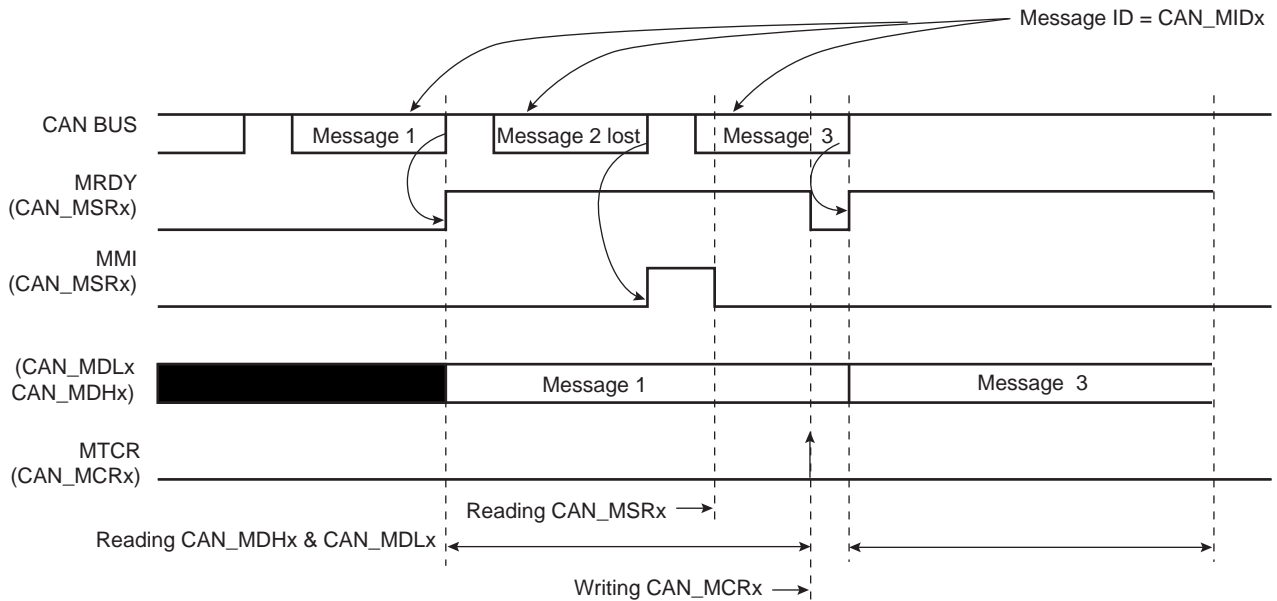 Message ID = CAN_MIDx
CAN BUS
Message 1
Message 2 lost
Message 3
MRDY
(CAN_MSRx)
MMI
(CAN_MSRx)
(CAN_MDLx
CAN_MDHx)
Message 1
Message 3
MTCR
(CAN_MCRx)
Reading CAN_MSRx
Reading CAN_MDHx & CAN_MDLx
Writing CAN_MCRx